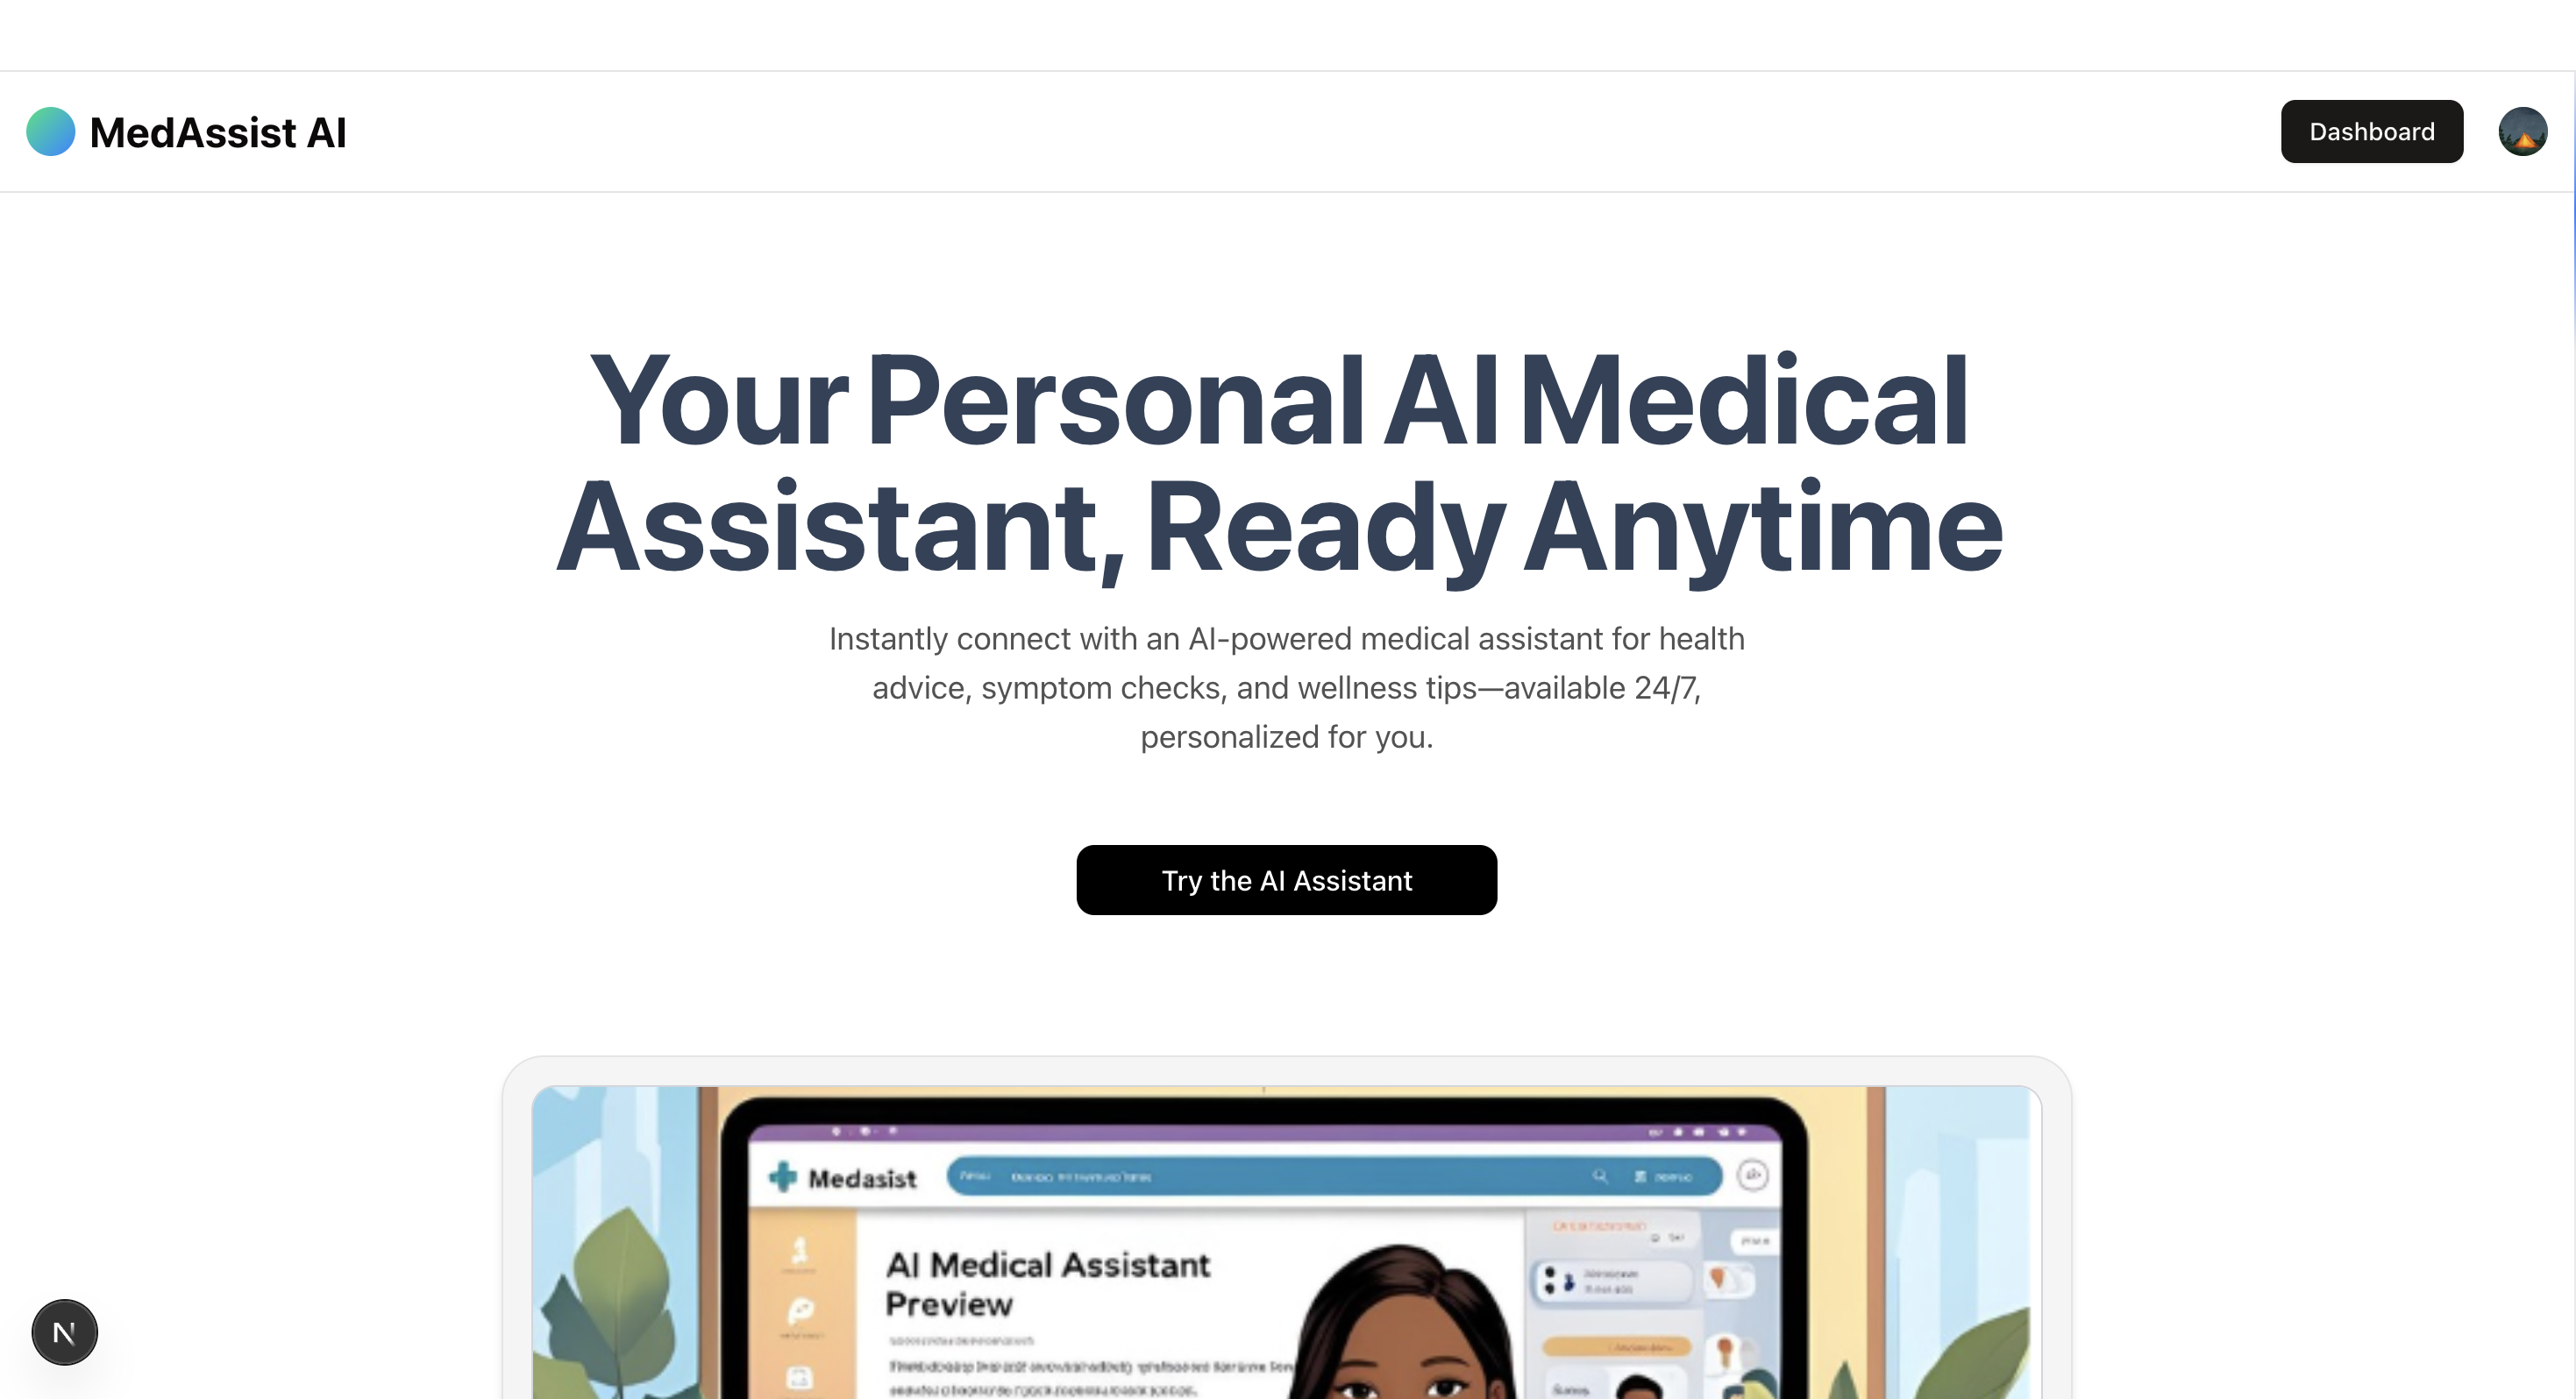 MedAssist AI
Dashboard
Your Personal AI Medical
Assistant, Ready Anytime
Instantly connect with an AI-powered medical assistant for health
advice, symptom checks, and wellness tips—available 24/7,
personalized for you.
Try the AI Assistant
Medasist
AI Medical Assistant
Preview
N